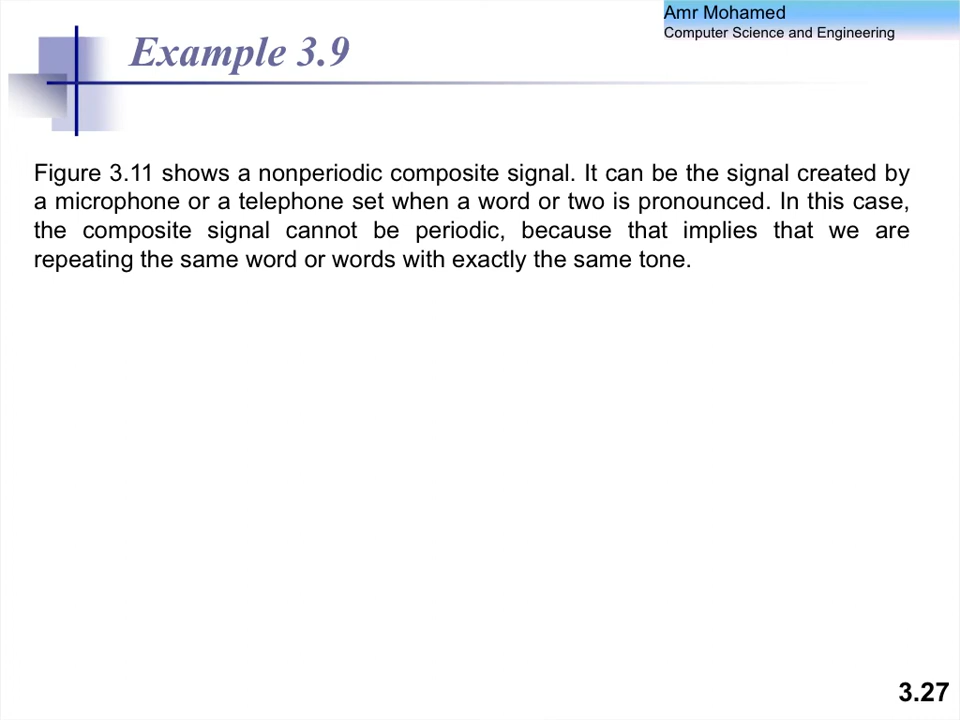 Amr Mohamed
Computer Science and Engineering
Example 3.9
Figure 3.11 shows a nonperiodic composite signal. It can be the signal created by
a microphone or a telephone set when a word or two is pronounced. In this case,
the composite signal cannot be periodic, because that implies that we are
repeating the same word or words with exactly the same tone.
3.27